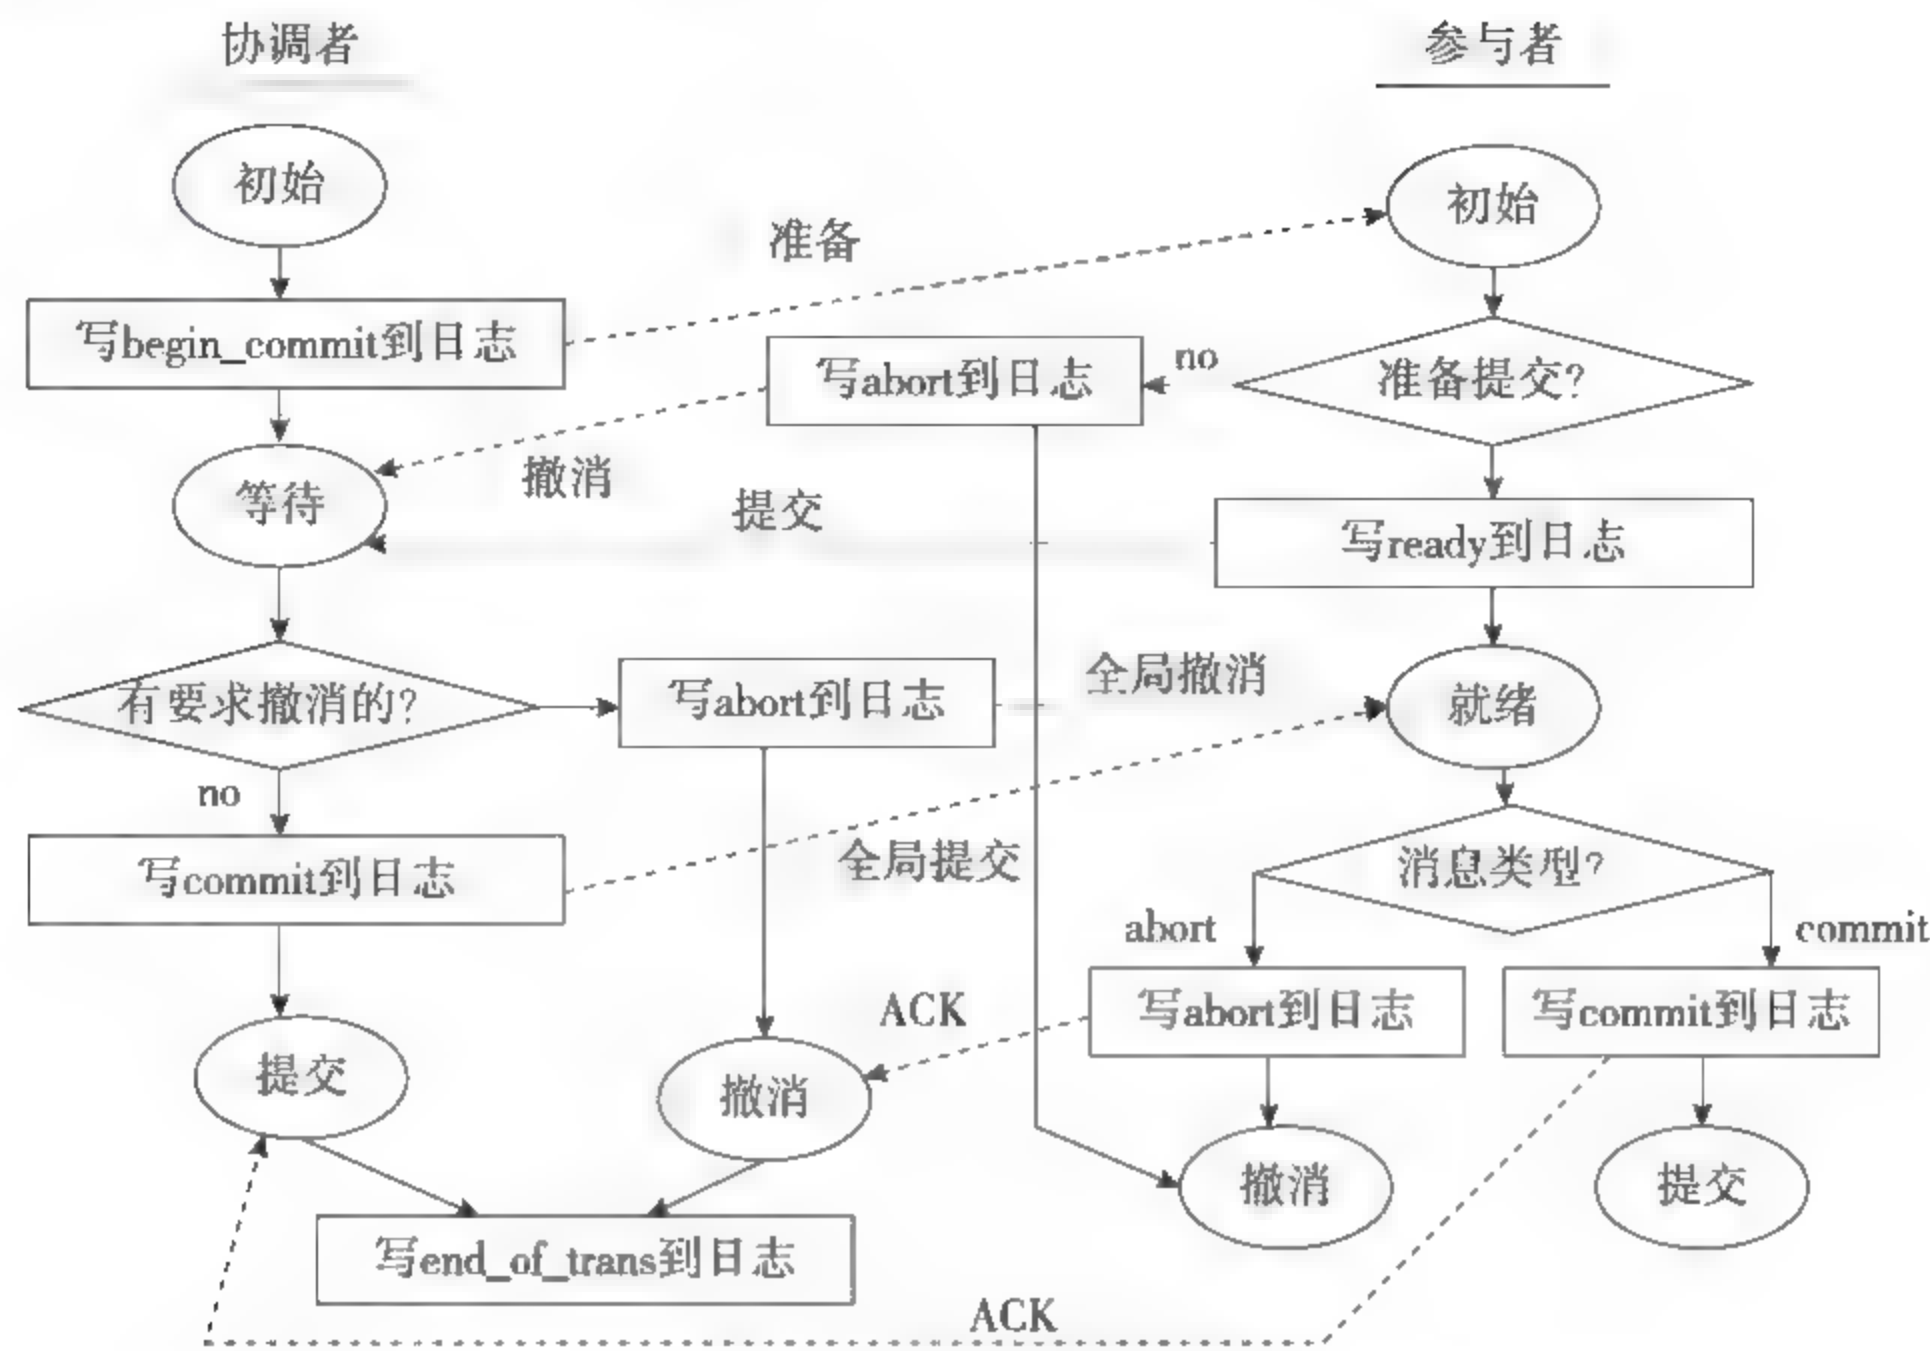 协调者
参与者
初始
初始
准备
写begin_commit到日志
写abort到日志
no
准备提交?
撤消
等待
提交
写ready到日志
有要求撤消的?
写abort到日志
全局撤消
就绪
no
写commit到日志
全局提交
消息类型?
abort
commit
ACK
写abort到日志
写commit到日志
提交
撤消
撤消
提交
写end_of_trans到日志
ACK